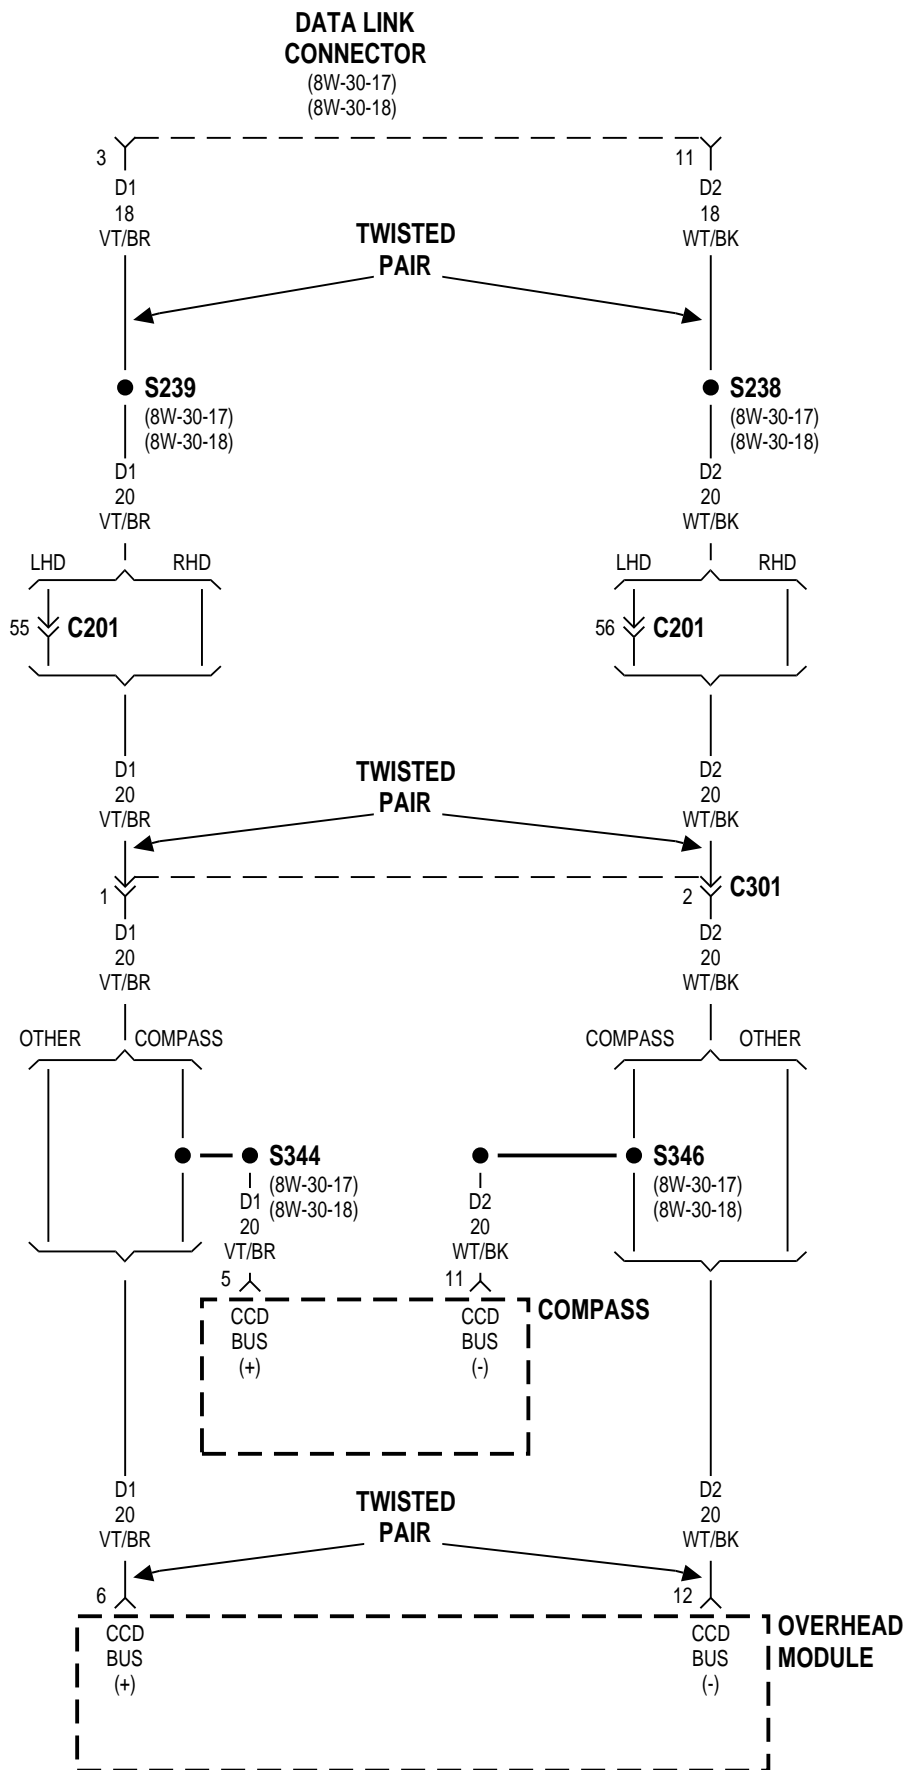 DATA LINK
CONNECTOR
(8W-30-17)
(8W-30-18)
3
11
D1
18
VT/BR
D2
18
WT/BK
TWISTED
PAIR
S239
(8W-30-17)
(8W-30-18)
S238
(8W-30-17)
(8W-30-18)
D1
20
VT/BR
D2
20
WT/BK
LHD
RHD
LHD
RHD
55
C201
56
C201
D1
20
VT/BR
TWISTED
PAIR
D2
20
WT/BK
1
2
C301
D1
20
VT/BR
D2
20
WT/BK
OTHER
COMPASS
COMPASS
OTHER
S344
(8W-30-17)
(8W-30-18)
S346
(8W-30-17)
(8W-30-18)
D1
20
VT/BR
D2
20
WT/BK
5
11
COMPASS
CCD
BUS
(+)
CCD
BUS
(-)
D1
20
VT/BR
TWISTED
PAIR
D2
20
WT/BK
6
12
CCD
BUS
(+)
CCD
BUS
(-)
OVERHEAD
MODULE